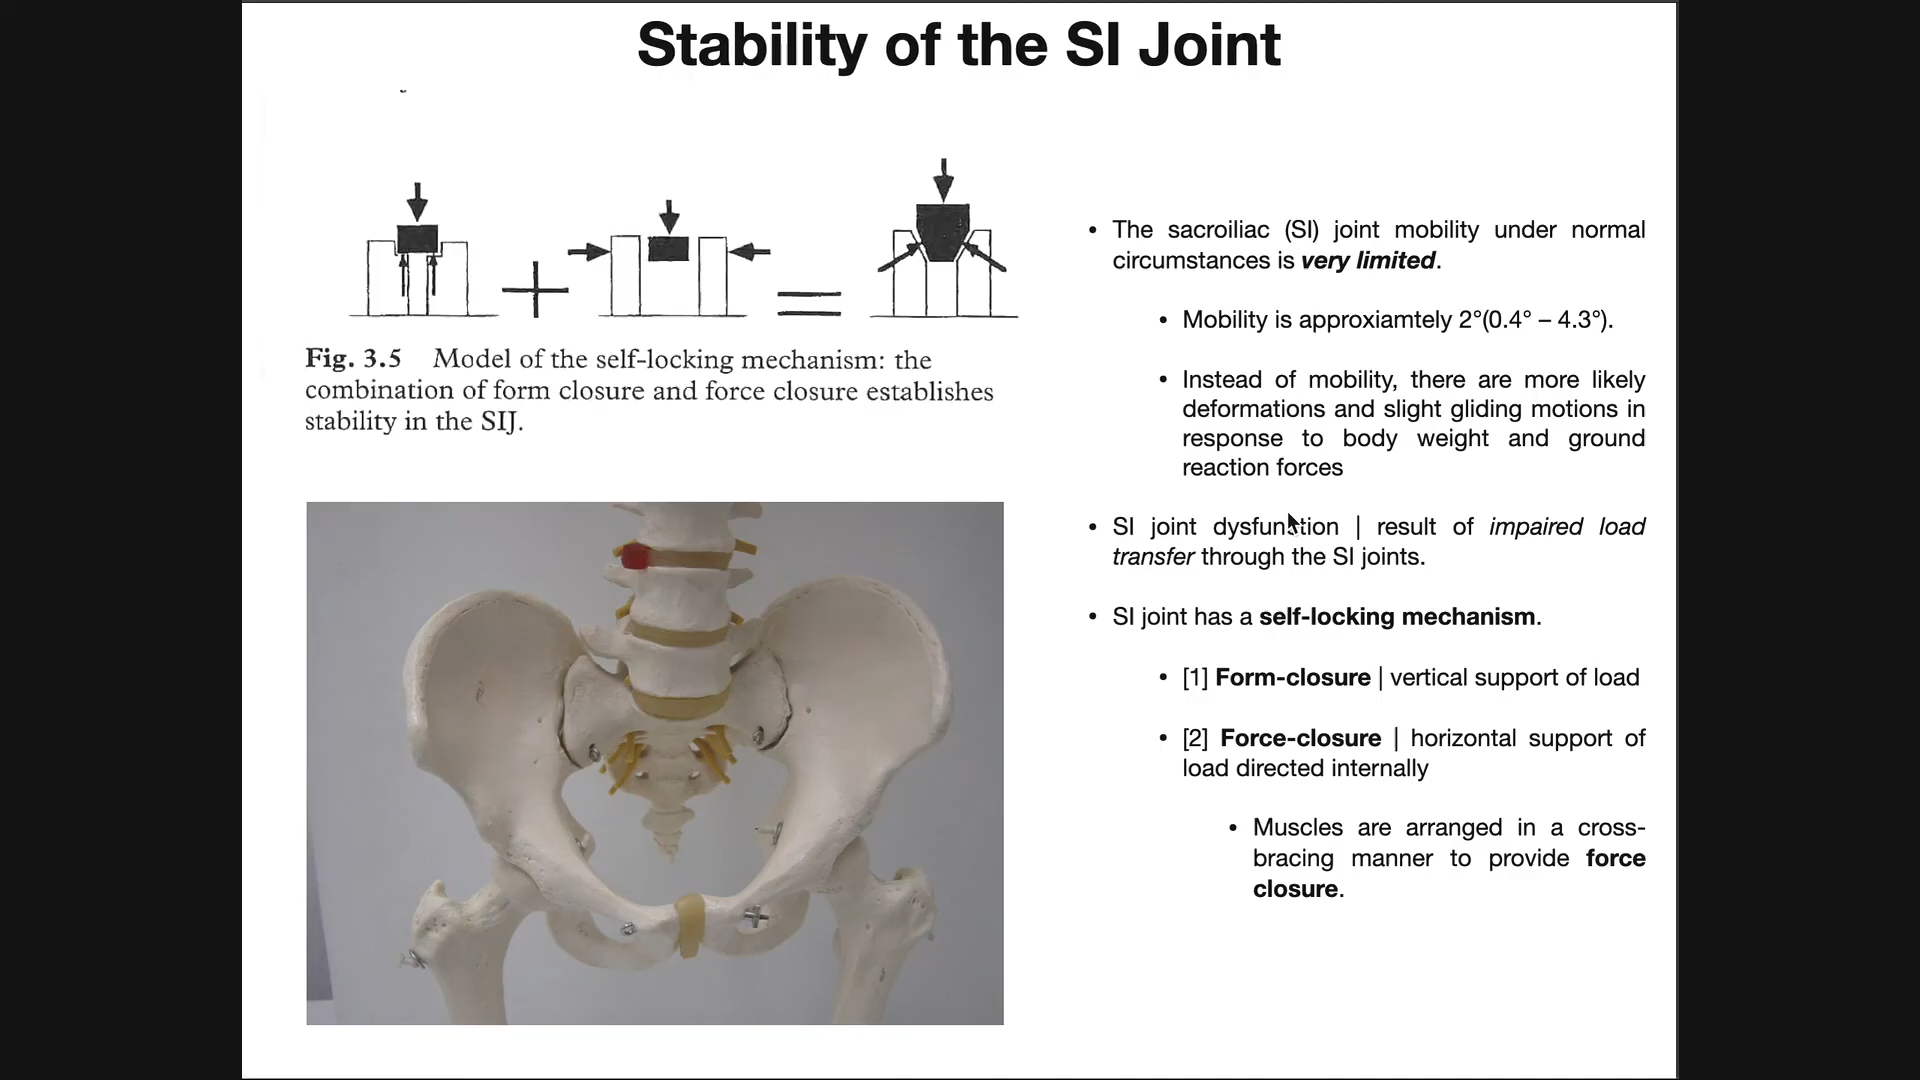 Stability of the SI Joint
Fig. 3.5 Model of the self-locking mechanism: the
combination of form closure and force closure establishes
stability in the SIJ.
• The sacroiliac (SI) joint mobility under normal
circumstances is very limited.
• Mobility is approxiamtely 2°(0.4° – 4.3°).
• Instead of mobility, there are more likely
deformations and slight gliding motions in
response to body weight and ground
reaction forces
• SI joint dysfunction | result of impaired load
transfer through the SI joints.
• SI joint has a self-locking mechanism.
• [1] Form-closure | vertical support of load
• [2] Force-closure | horizontal support of
load directed internally
• Muscles are arranged in a cross-
bracing manner to provide force
closure.